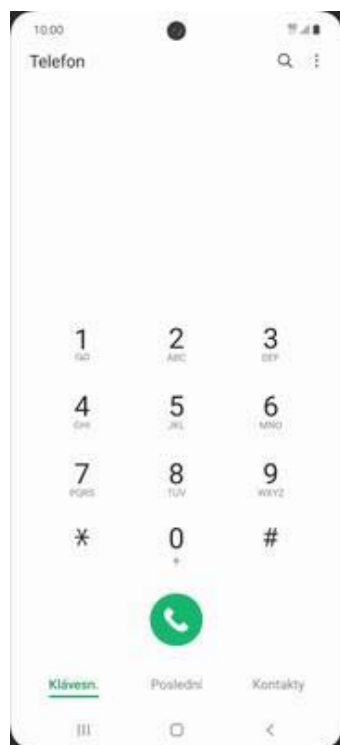 10:00
Telefon
1 2 3
ABC DEF
4 5 6
GHI JKL MNO
7 8 9
PQRS TUV WXYZ
* 0 #
+
Klávesn. Poslední Kontakty